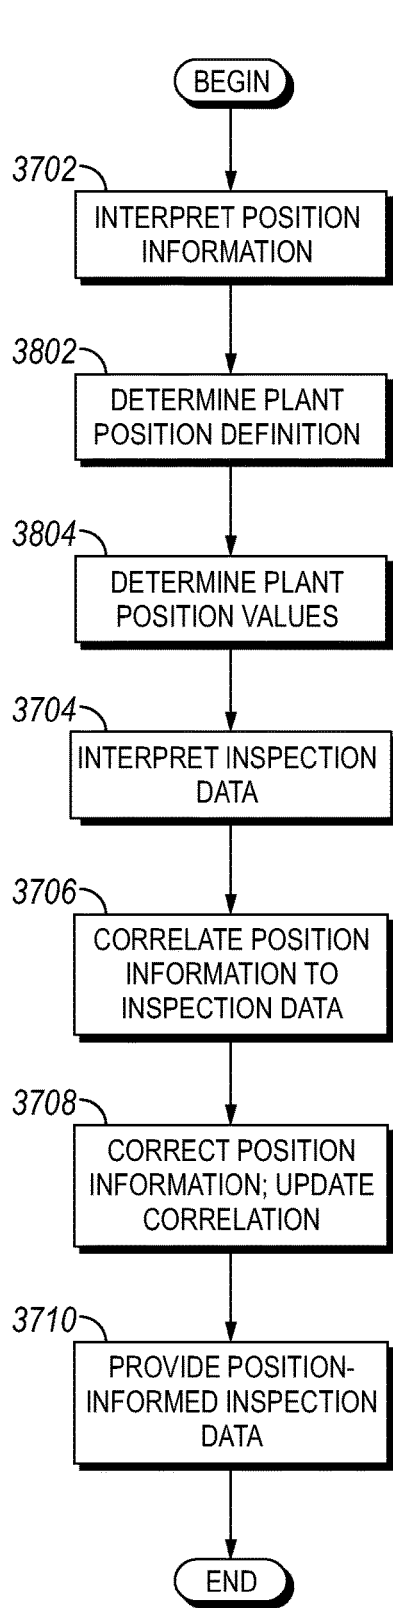 BEGIN
3702
INTERPRET POSITION
INFORMATION
3802
DETERMINE PLANT
POSITION DEFINITION
3804
DETERMINE PLANT
POSITION VALUES
3704
INTERPRET INSPECTION
DATA
3706
CORRELATE POSITION
INFORMATION TO
INSPECTION DATA
3708
CORRECT POSITION
INFORMATION; UPDATE
CORRELATION
3710
PROVIDE POSITION-
INFORMED INSPECTION
DATA
END